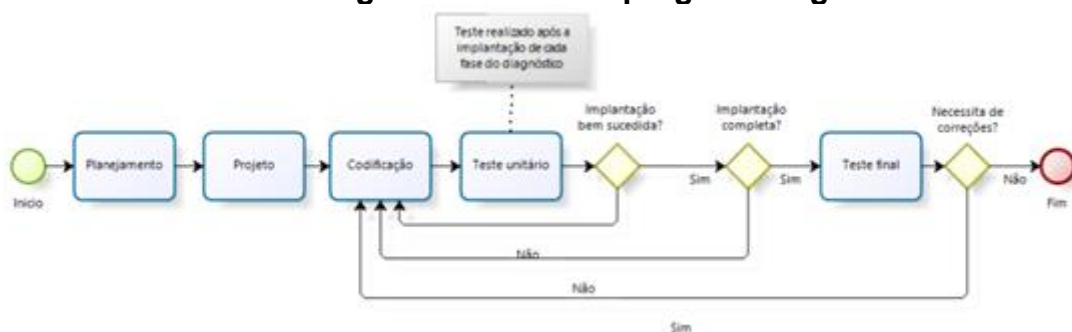 Teste realizado após a
implantação de cada
fase do diagnóstico
Implantação
bem sucedida?
Implantação
completa?
Necessita de
correções?
Planejamento
Projeto
Codificação
Teste unitário
Teste final
Sim
Sim
Não
Inicio
Fim
Não
Não
Sim